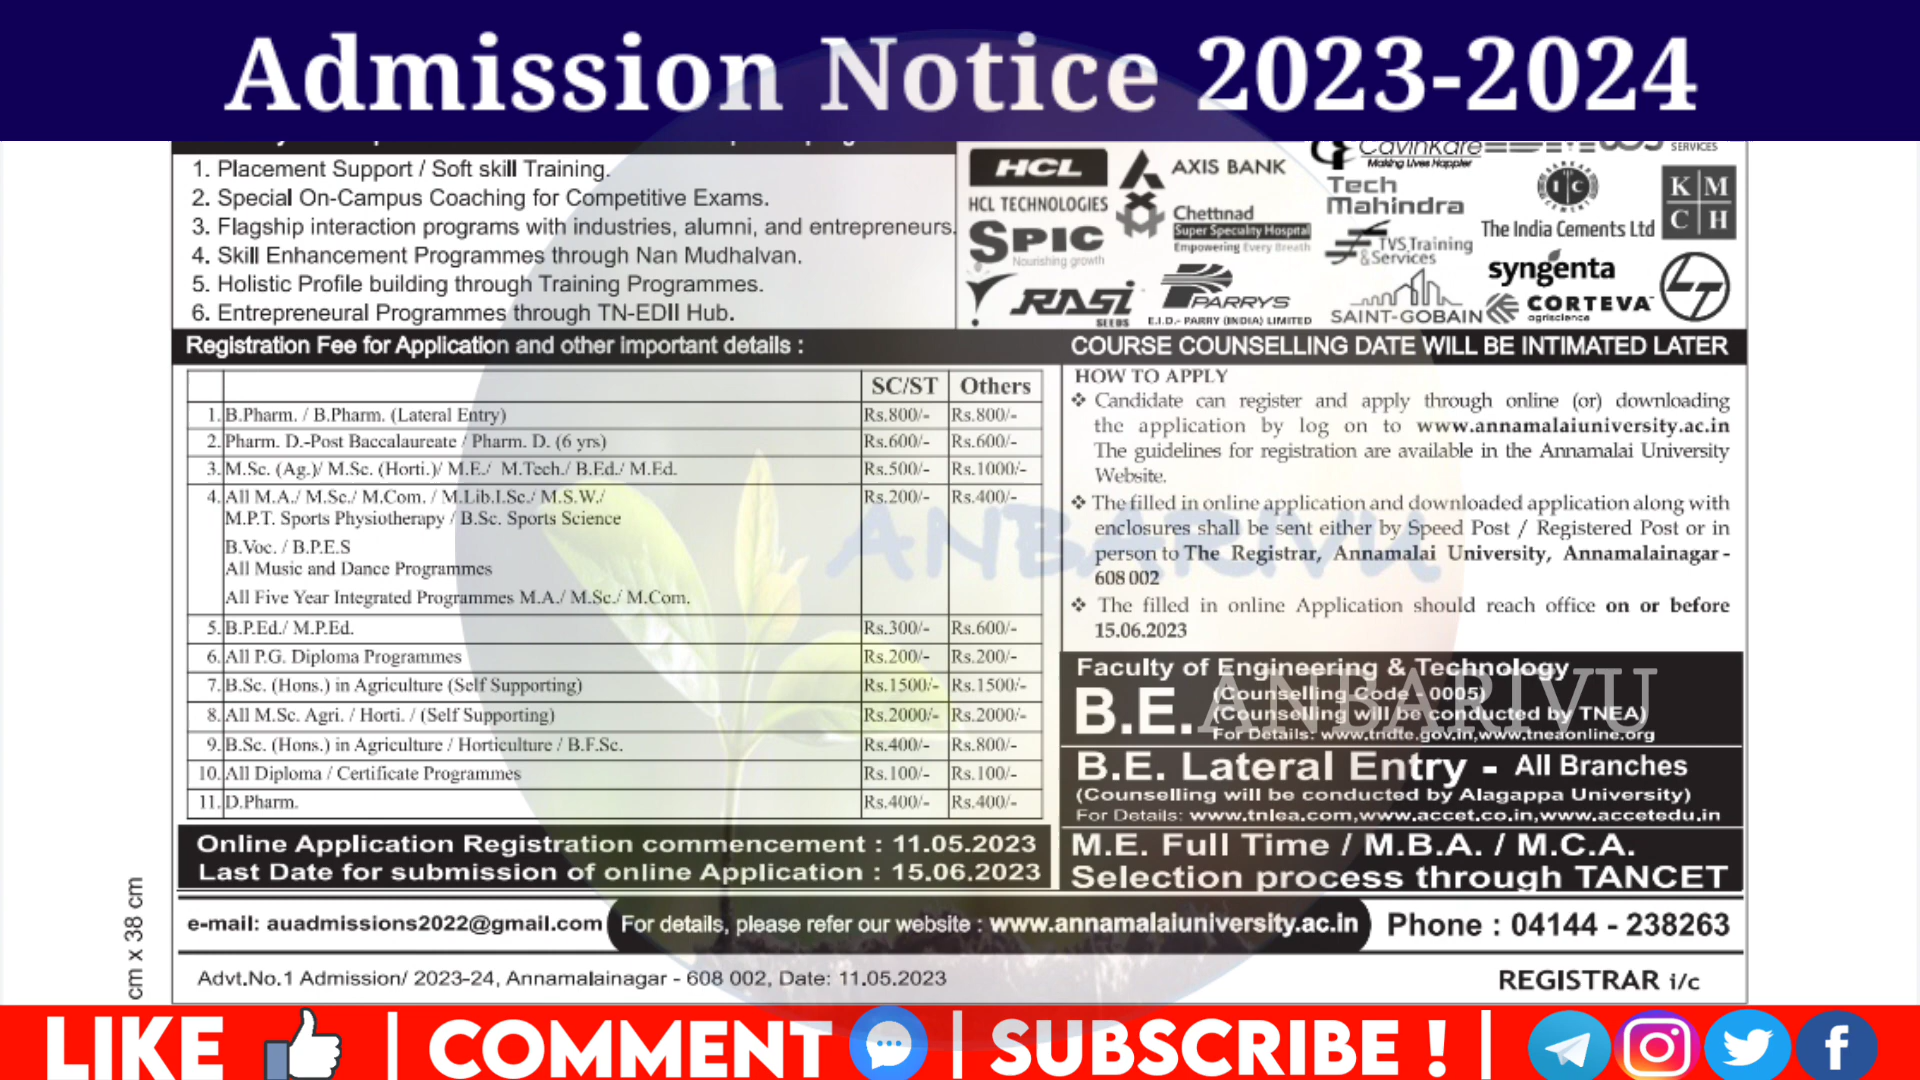 Admission Notice 2023-2024
1. Placement Support / Soft skill Training.
2. Special On-Campus Coaching for Competitive Exams.
3. Flagship interaction programs with industries, alumni, and entrepreneurs.
4. Skill Enhancement Programmes through Nan Mudhalvan.
5. Holistic Profile building through Training Programmes.
6. Entrepreneural Programmes through TN-EDII Hub.
HCL
HCL TECHNOLOGIES
AXIS BANK
CavinKare
Making Lives Happier
SERVICES
Tech
Mahindra
The India Cements Ltd
K M
C H
SPIC
Nourishing growth
Chettinad
Super Speciality Hospital
Empowering Every Breath
TVS Training
& Services
syngenta
RASI
SEEDS
PARRYS
E.I.D.- PARRY (INDIA) LIMITED
SAINT-GOBAIN
CORTEVA
agriscience
LT
Registration Fee for Application and other important details :
SC/ST Others
1. B.Pharm. / B.Pharm. (Lateral Entry) Rs.800/- Rs.800/-
2. Pharm. D.-Post Baccalaureate / Pharm. D. (6 yrs) Rs.600/- Rs.600/-
3. M.Sc. (Ag.)/ M.Sc. (Horti.)/ M.E./ M.Tech./ B.Ed./ M.Ed. Rs.500/- Rs.1000/-
4. All M.A./ M.Sc./ M.Com. / M.Lib.I.Sc./ M.S.W./ Rs.200/- Rs.400/-
M.P.T. Sports Physiotherapy / B.Sc. Sports Science
B.Voc. / B.P.E.S
All Music and Dance Programmes
All Five Year Integrated Programmes M.A./ M.Sc./ M.Com.
5. B.P.Ed./ M.P.Ed. Rs.300/- Rs.600/-
6. All P.G. Diploma Programmes Rs.200/- Rs.200/-
7. B.Sc. (Hons.) in Agriculture (Self Supporting) Rs.1500/- Rs.1500/-
8. All M.Sc. Agri. / Horti. / (Self Supporting) Rs.2000/- Rs.2000/-
9. B.Sc. (Hons.) in Agriculture / Horticulture / B.F.Sc. Rs.400/- Rs.800/-
10. All Diploma / Certificate Programmes Rs.100/- Rs.100/-
11. D.Pharm. Rs.400/- Rs.400/-
Online Application Registration commencement : 11.05.2023
Last Date for submission of online Application : 15.06.2023
COURSE COUNSELLING DATE WILL BE INTIMATED LATER
HOW TO APPLY
❖ Candidate can register and apply through online (or) downloading
the application by log on to www.annamalaiuniversity.ac.in
The guidelines for registration are available in the Annamalai University
Website.
❖ The filled in online application and downloaded application along with
enclosures shall be sent either by Speed Post / Registered Post or in
person to The Registrar, Annamalai University, Annamalainagar -
608 002
❖ The filled in online Application should reach office on or before
15.06.2023
ANBARIVU
Faculty of Engineering & Technology
B.E. (Counselling Code - 0005)
(Counselling will be conducted by TNEA)
For Details: www.tndte.gov.in,www.tneaonline.org
ANBARIVU
B.E. Lateral Entry - All Branches
(Counselling will be conducted by Alagappa University)
For Details: www.tnlea.com,www.accet.co.in,www.accetedu.in
M.E. Full Time / M.B.A. / M.C.A.
Selection process through TANCET
e-mail: auadmissions2022@gmail.com For details, please refer our website : www.annamalaiuniversity.ac.in Phone : 04144 - 238263
Advt.No.1 Admission/ 2023-24, Annamalainagar - 608 002, Date: 11.05.2023
REGISTRAR i/c
cm x 38 cm
LIKE | COMMENT | SUBSCRIBE ! |